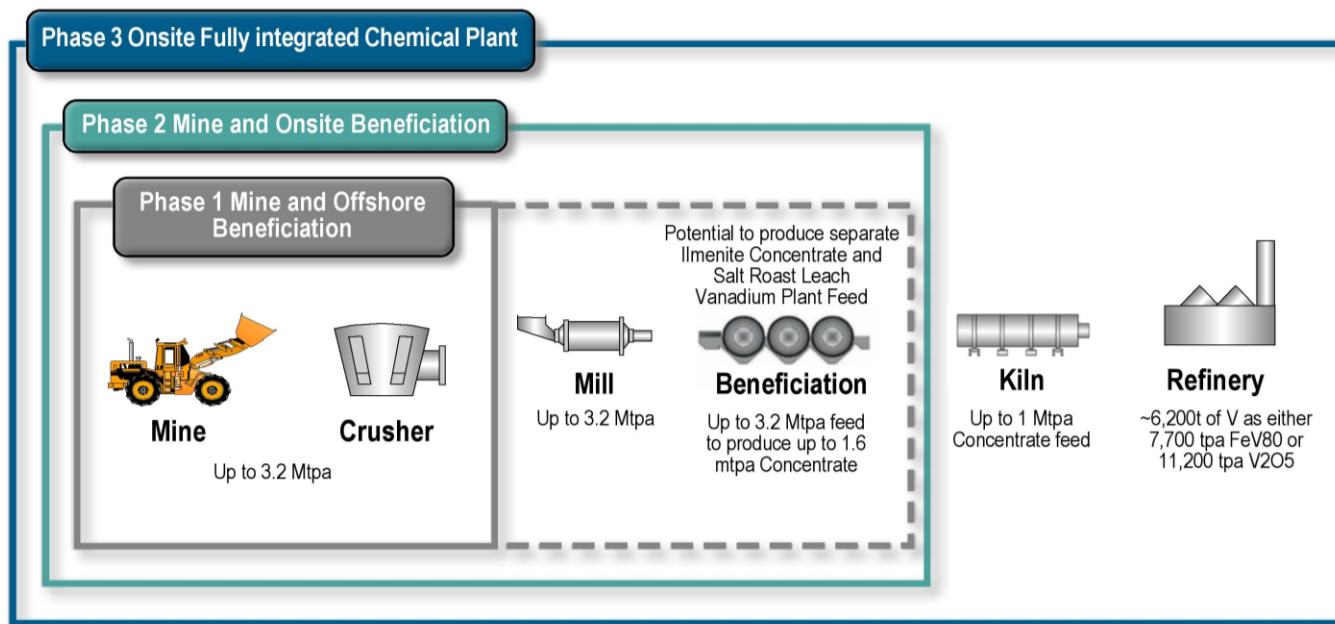 Phase 3 Onsite Fully integrated Chemical Plant
Phase 2 Mine and Onsite Beneficiation
Phase 1 Mine and Offshore
Beneficiation
Potential to produce separate
Ilmenite Concentrate and
Salt Roast Leach
Vanadium Plant Feed
Mine
Crusher
Up to 3.2 Mtpa
Mill
Up to 3.2 Mtpa
Beneficiation
Up to 3.2 Mtpa feed
to produce up to 1.6
mtpa Concentrate
Kiln
Up to 1 Mtpa
Concentrate feed
Refinery
~6,200t of V as either
7,700 tpa FeV80 or
11,200 tpa V2O5